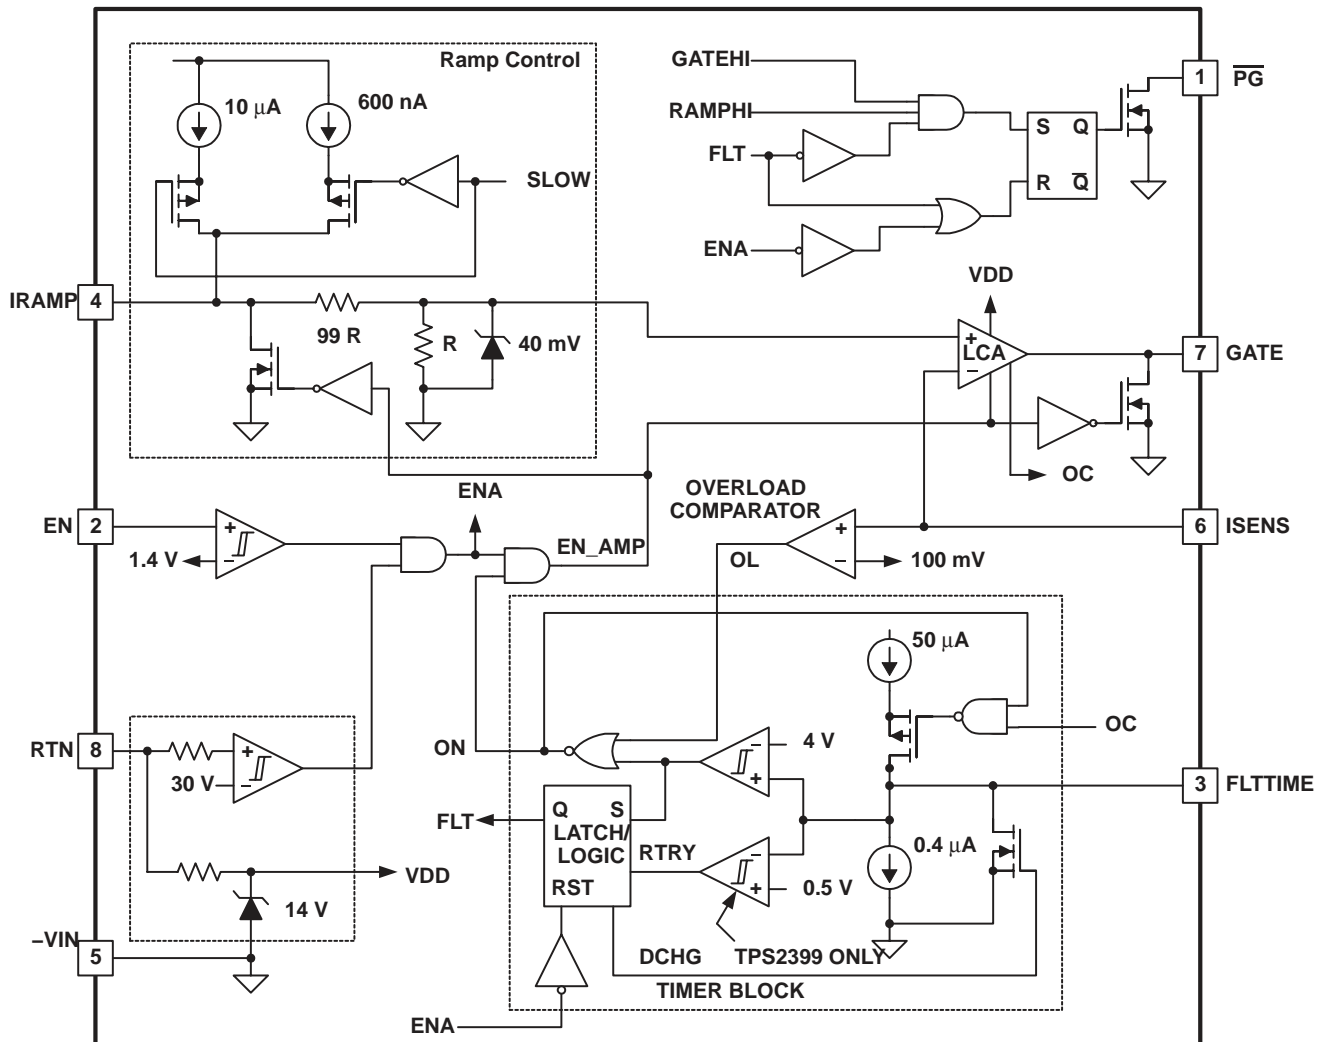 Ramp Control
10 μA
600 nA
SLOW
GATEHI
RAMPHI
FLT
ENA
S Q
R Q̅
1 P̅G̅
IRAMP 4
99 R
R
40 mV
VDD
+
LCA
−
7 GATE
OC
ENA
EN 2
+
−
1.4 V
EN_AMP
OVERLOAD
COMPARATOR
OL
+
−
100 mV
6 ISENS
50 μA
OC
RTN 8
+
−
30 V
ON
−
+
4 V
3 FLTTIME
FLT
Q S
LATCH/
LOGIC
RST
RTRY
−
+
0.5 V
0.4 μA
VDD
14 V
–VIN
5
DCHG
TPS2399 ONLY
TIMER BLOCK
ENA